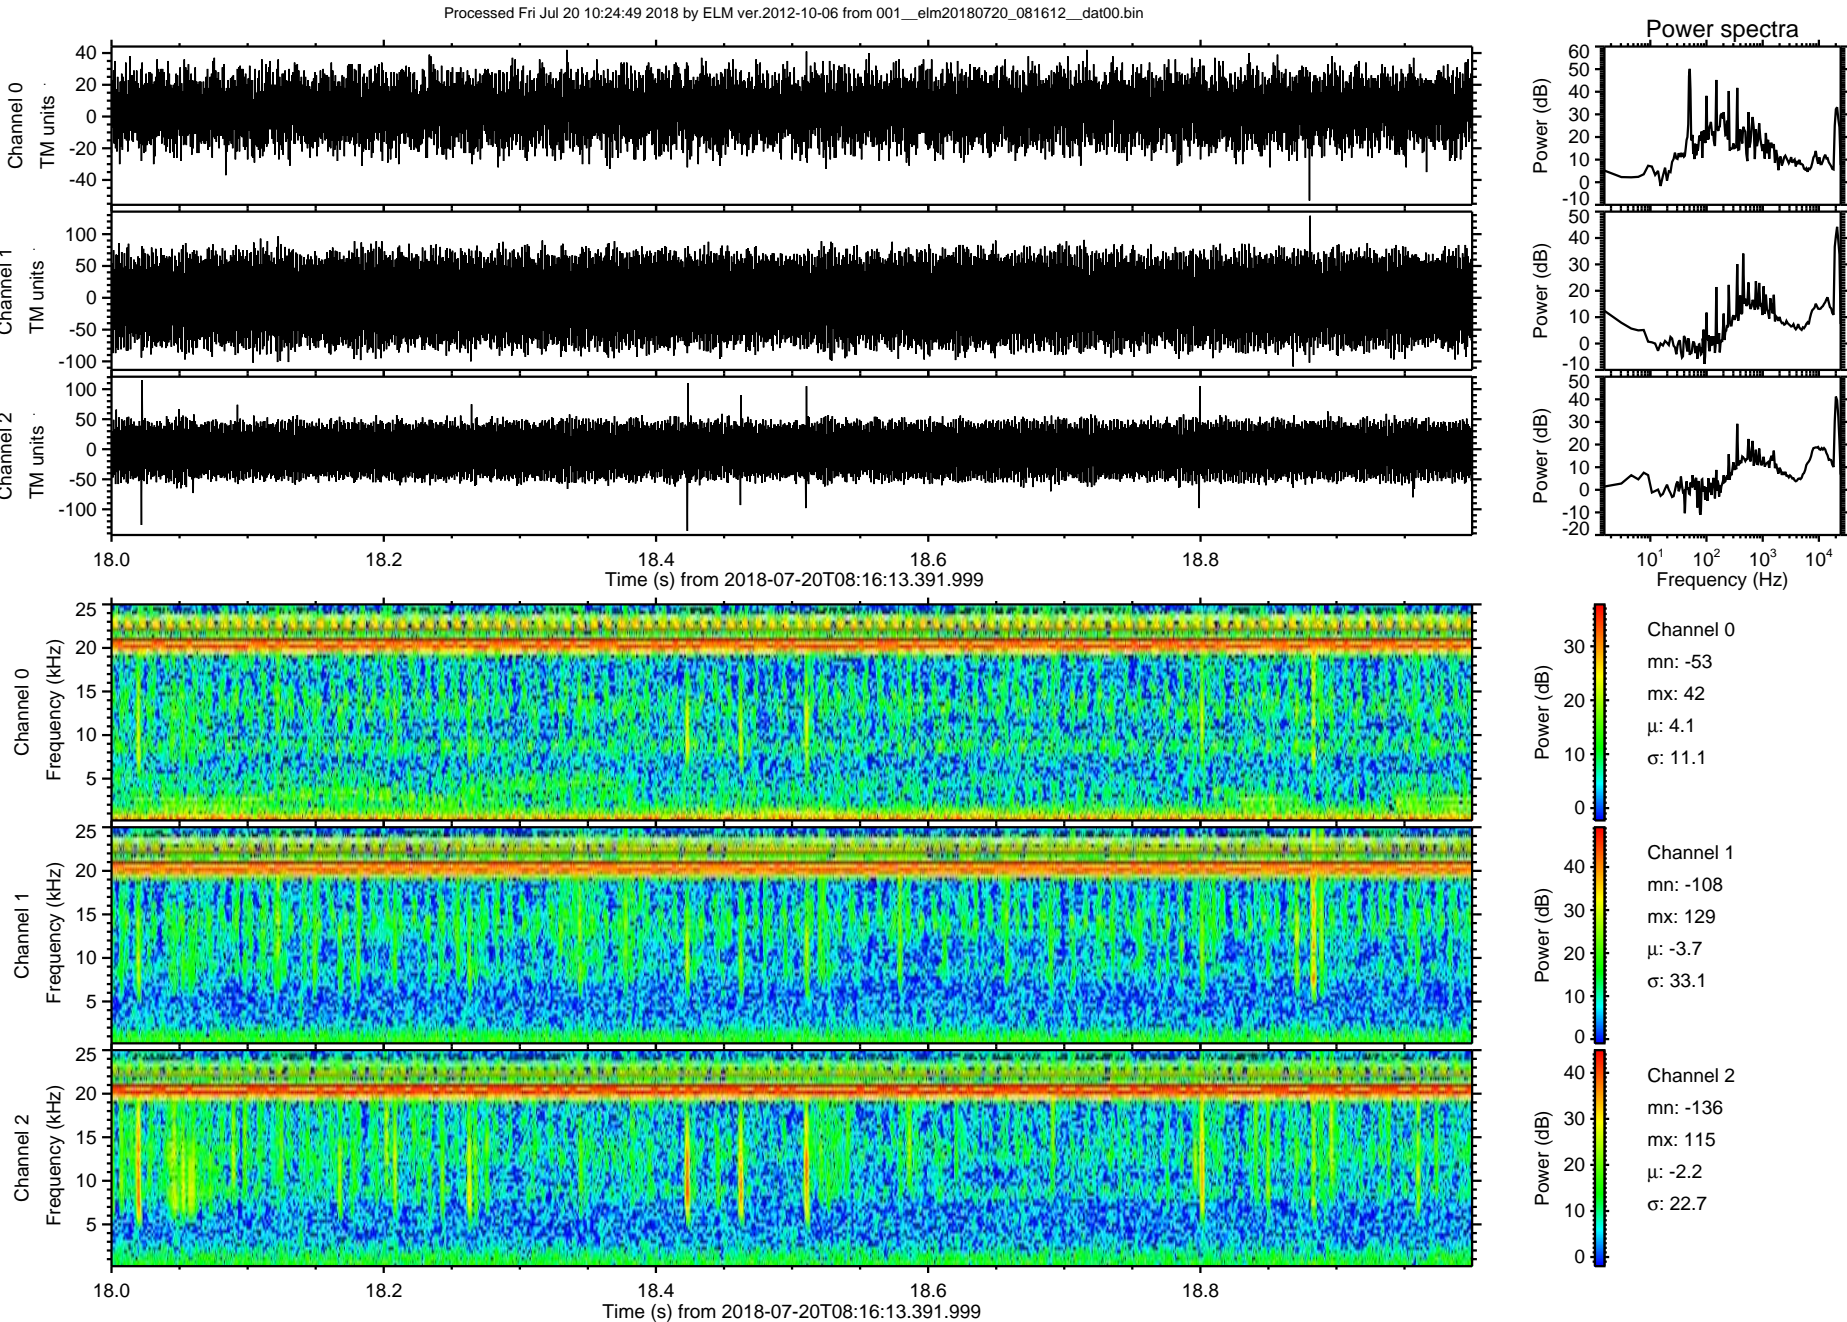 Processed Fri Jul 20 10:24:49 2018 by ELM ver.2012-10-06 from 001__elm20180720_081612__dat00.bin
Power spectra
Channel 0
TM units
40
20
0
-20
-40
Power (dB)
60
50
40
30
20
10
0
-10
Channel 1
TM units
100
50
0
-50
-100
Power (dB)
50
40
30
20
10
0
-10
Channel 2
TM units
100
50
0
-50
-100
Power (dB)
50
40
30
20
10
0
-10
-20
18.0 18.2 18.4 18.6 18.8
Time (s) from 2018-07-20T08:16:13.391.999
10^1 10^2 10^3 10^4
Frequency (Hz)
Channel 0
Frequency (kHz)
25
20
15
10
5
Power (dB)
30
20
10
0
Channel 0
mn: -53
mx: 42
μ: 4.1
σ: 11.1
Channel 1
Frequency (kHz)
25
20
15
10
5
Power (dB)
40
30
20
10
0
Channel 1
mn: -108
mx: 129
μ: -3.7
σ: 33.1
Channel 2
Frequency (kHz)
25
20
15
10
5
Power (dB)
40
30
20
10
0
Channel 2
mn: -136
mx: 115
μ: -2.2
σ: 22.7
18.0 18.2 18.4 18.6 18.8
Time (s) from 2018-07-20T08:16:13.391.999